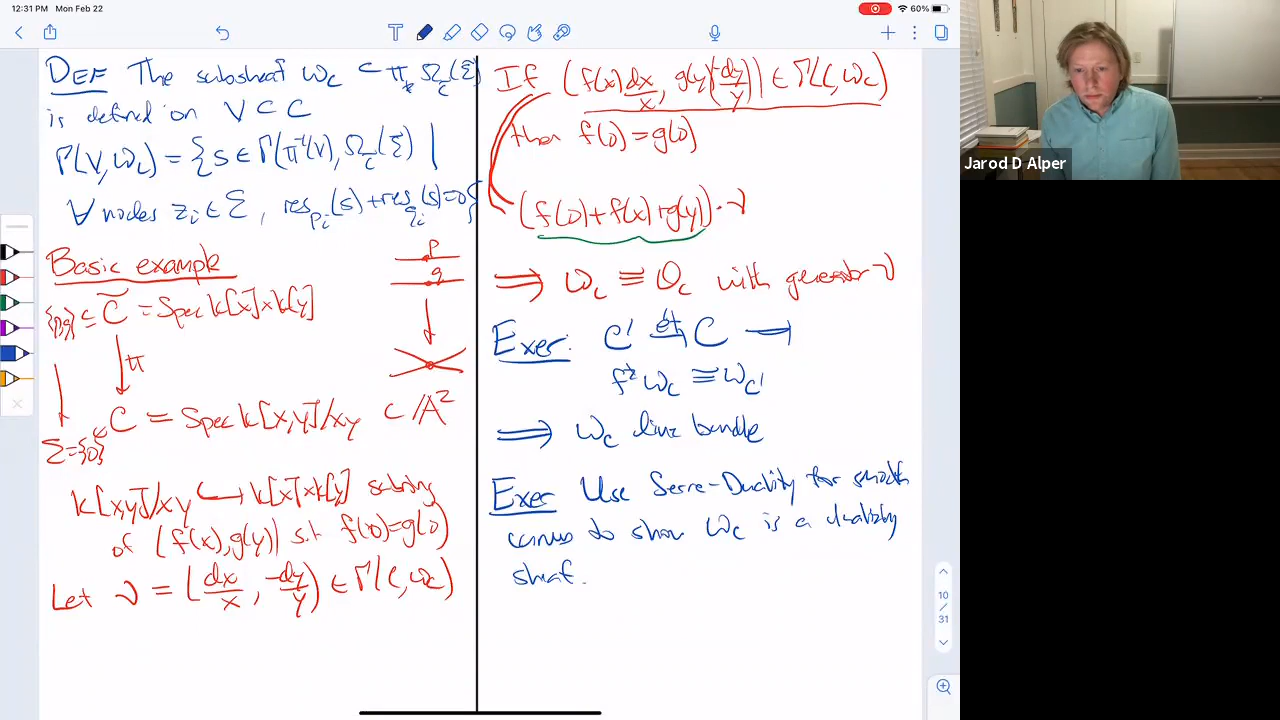 12:31 PM Mon Feb 22
60%
DEF The subsheaf ω_C ⊂ π_* Ω_C̃(Σ̃)
is defined on V ⊂ C
Γ(V, ω_C) = {s ∈ Γ(π⁻¹(V), Ω_C̃(Σ̃)) |
∀ nodes z_i ∈ Σ, res_{p_i}(s) + res_{q_i}(s) = 0}
Basic example
{p,q} ⊆ C̃ = Spec k[x] × k[y]
p
q
π
Σ = {0} ∈ C = Spec k[x,y]/xy ⊂ A²
k[x,y]/xy ↪ k[x] × k[y] subring
of (f(x), g(y)) s.t. f(0) = g(0)
Let ν = (dx/x, -dy/y) ∈ Γ(C, ω_C)
If (f(x) dx/x, g(y)(-dy/y)) ∈ Γ(C, ω_C)
then f(0) = g(0)
(f(0) + f(x) + g(y)) · ν
⟹ ω_C ≅ O_C with generator ν
Exer: C' ét→ C
f* ω_C ≅ ω_C'
⟹ ω_C line bundle
Exer Use Serre-Duality for smooth
curves to show ω_C is a dualizing
sheaf.
10
/
31
Jarod D Alper